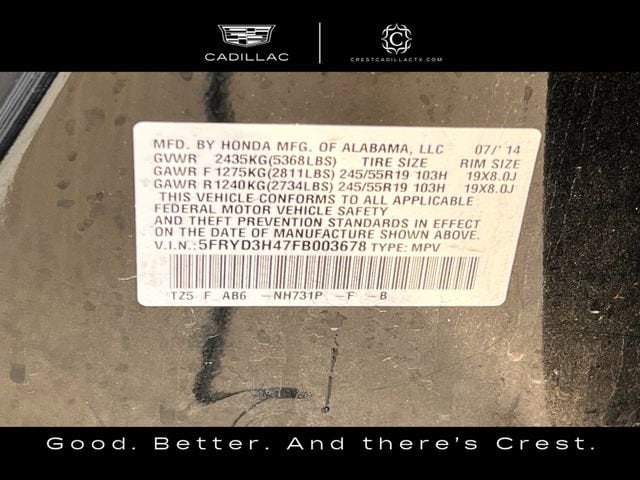 CADILLAC
C
CRESTCADILLACTX.COM
MFD. BY HONDA MFG. OF ALABAMA, LLC 07/'14
GVWR 2435KG(5368LBS) TIRE SIZE RIM SIZE
GAWR F1275KG(2811LBS) 245/55R19 103H 19X8.0J
GAWR R1240KG(2734LBS) 245/55R19 103H 19X8.0J
THIS VEHICLE CONFORMS TO ALL APPLICABLE
FEDERAL MOTOR VEHICLE SAFETY
AND THEFT PREVENTION STANDARDS IN EFFECT
ON THE DATE OF MANUFACTURE SHOWN ABOVE.
V.I.N.: 5FRYD3H47FB003678 TYPE: MPV
TZ5 F AB6 -NH731P -F -B
Good. Better. And there's Crest.